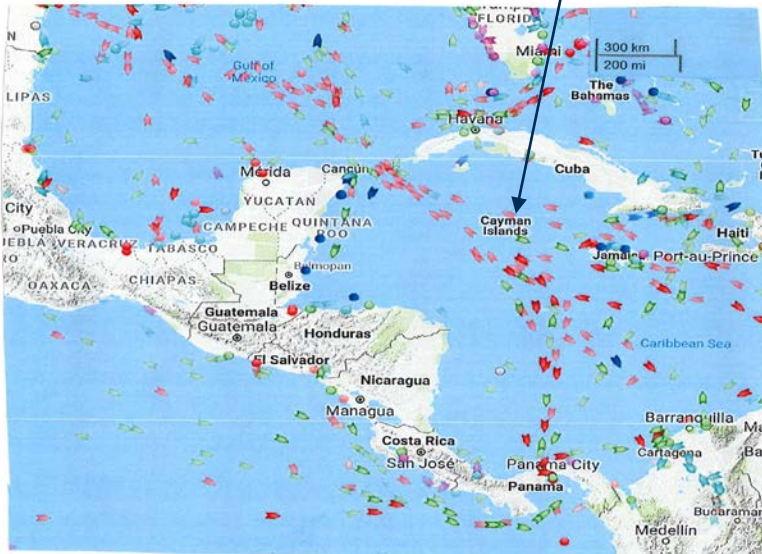 FLORIDA
Miami
300 km
200 mi
Gulf of
Mexico
The
Bahamas
LIPAS
Havana
Mérida
Cancún
Cuba
YUCATAN
City
CAMPECHE
QUINTANA
ROO
Cayman
Islands
Puebla City
VERACRUZ
TABASCO
Haiti
Jamaica
Port-au-Prince
Belmopan
OAXACA
CHIAPAS
Belize
Guatemala
Guatemala
Honduras
Caribbean Sea
El Salvador
Nicaragua
Managua
Barranquilla
Costa Rica
San José
Panama City
Cartagena
Panama
Bucaraman
Medellín